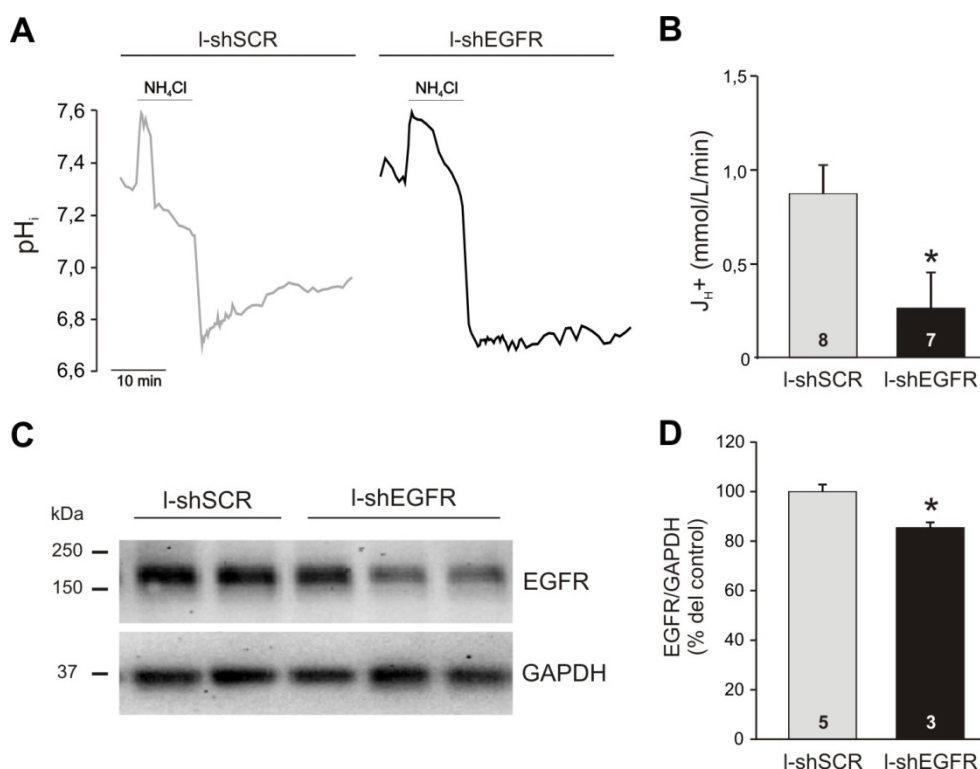 A
l-shSCR
l-shEGFR
NH₄Cl
NH₄Cl
7,6
7,4
7,2
7,0
6,8
6,6
pHᵢ
10 min
B
1,5
1,0
0,5
0
J_H+ (mmol/L/min)
*
8
7
l-shSCR
l-shEGFR
C
l-shSCR
l-shEGFR
kDa
250
150
37
EGFR
GAPDH
D
120
100
80
60
40
20
0
EGFR/GAPDH
(% del control)
*
5
3
l-shSCR
l-shEGFR